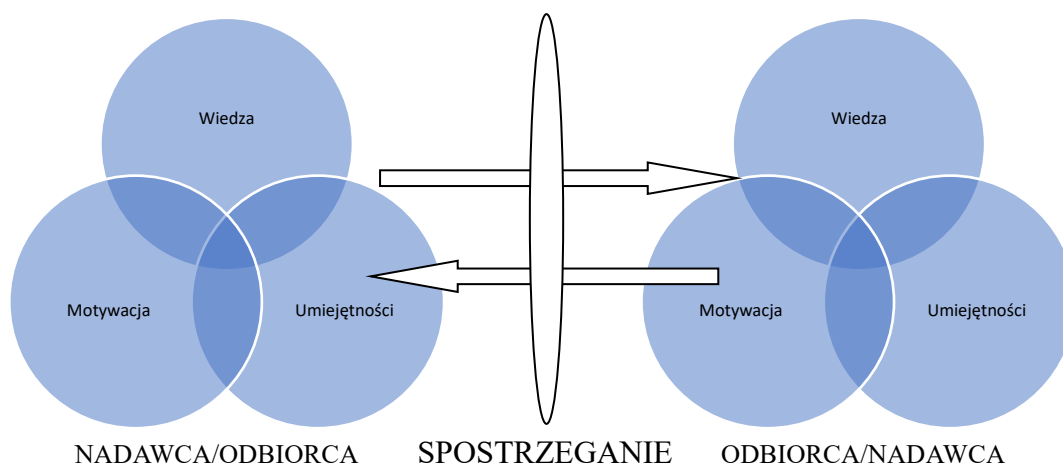 Wiedza
Motywacja
Umiejętności
Wiedza
Motywacja
Umiejętności
NADAWCA/ODBIORCA SPOSTRZEGANIE ODBIORCA/NADAWCA